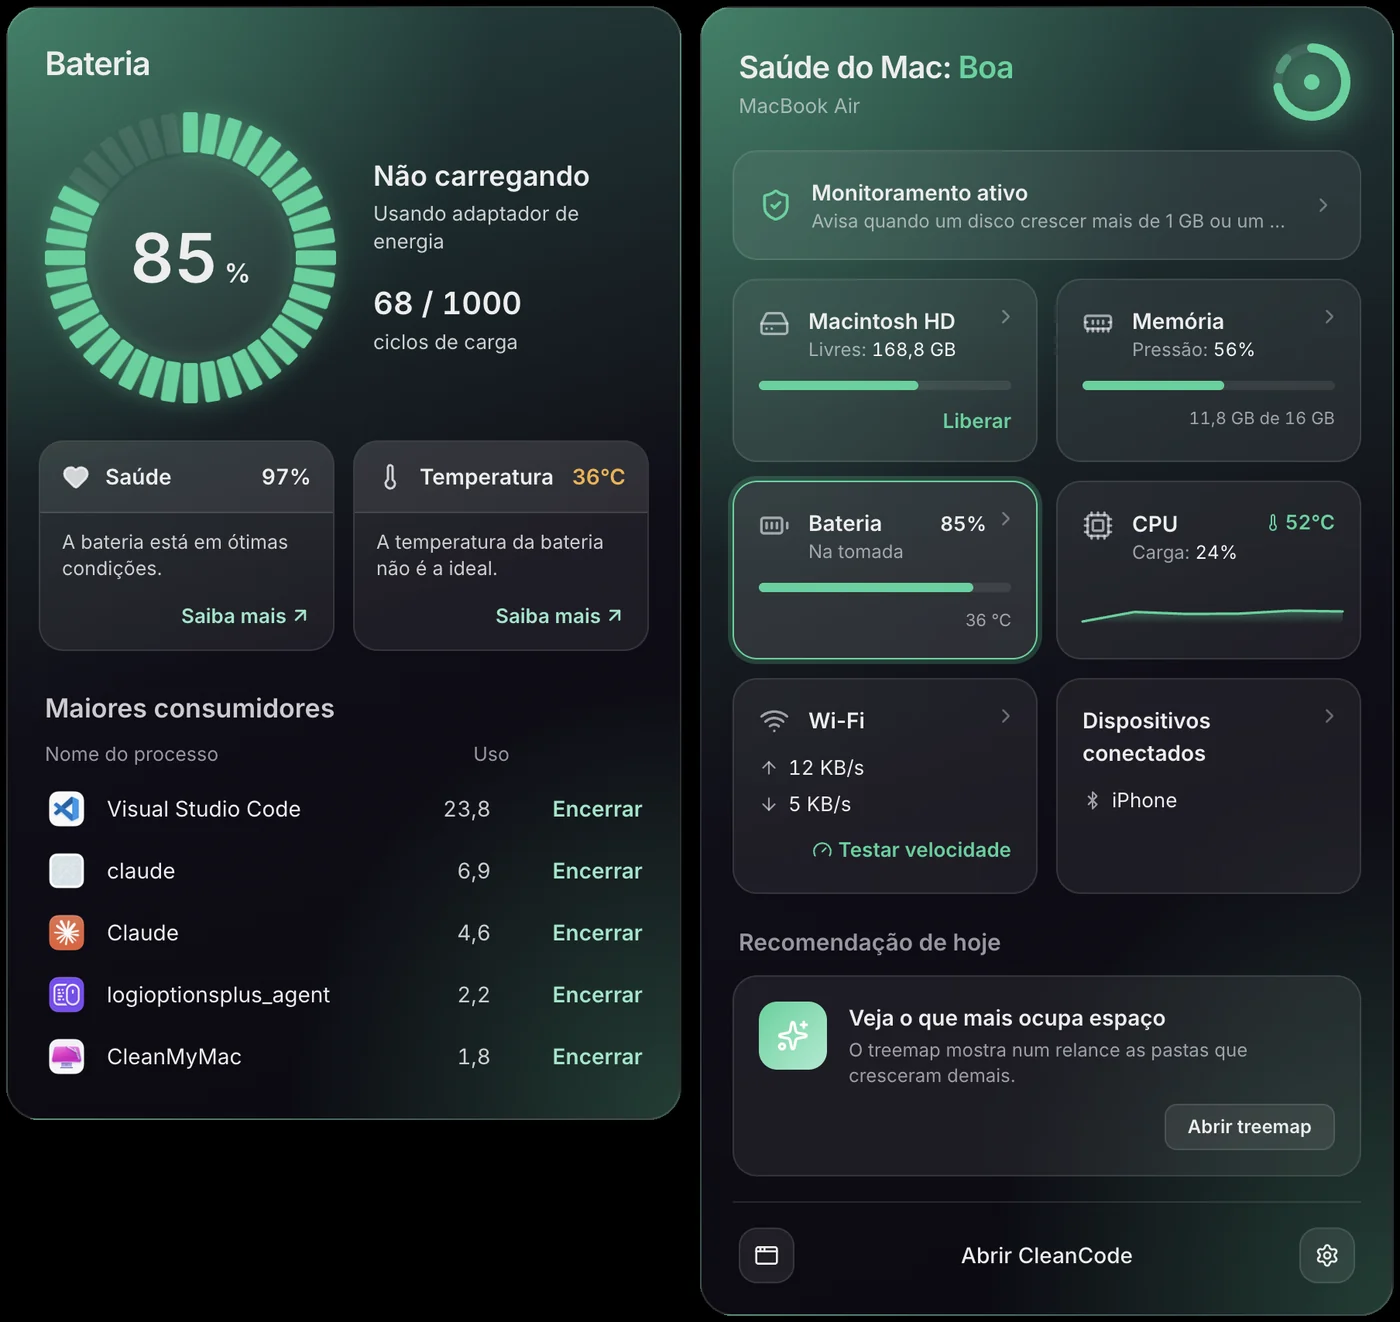 Bateria
85 %
Não carregando
Usando adaptador de
energia
68 / 1000
ciclos de carga
Saúde 97%
A bateria está em ótimas
condições.
Saiba mais
Temperatura 36°C
A temperatura da bateria
não é a ideal.
Saiba mais
Maiores consumidores
Nome do processo Uso
Visual Studio Code 23,8 Encerrar
claude 6,9 Encerrar
Claude 4,6 Encerrar
logioptionsplus_agent 2,2 Encerrar
CleanMyMac 1,8 Encerrar
Saúde do Mac: Boa
MacBook Air
Monitoramento ativo
Avisa quando um disco crescer mais de 1 GB ou um ...
Macintosh HD
Livres: 168,8 GB
Liberar
Memória
Pressão: 56%
11,8 GB de 16 GB
Bateria 85%
Na tomada
36 °C
CPU 52°C
Carga: 24%
Wi-Fi
12 KB/s
5 KB/s
Testar velocidade
Dispositivos
conectados
iPhone
Recomendação de hoje
Veja o que mais ocupa espaço
O treemap mostra num relance as pastas que
cresceram demais.
Abrir treemap
Abrir CleanCode